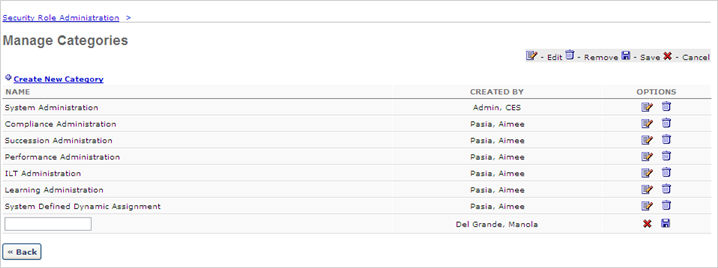 Security Role Administration >
Manage Categories
- Edit - Remove - Save - Cancel
Create New Category
NAME CREATED BY OPTIONS
System Administration Admin, CES
Compliance Administration Pasia, Aimee
Succession Administration Pasia, Aimee
Performance Administration Pasia, Aimee
ILT Administration Pasia, Aimee
Learning Administration Pasia, Aimee
System Defined Dynamic Assignment Pasia, Aimee
Del Grande, Manola
« Back